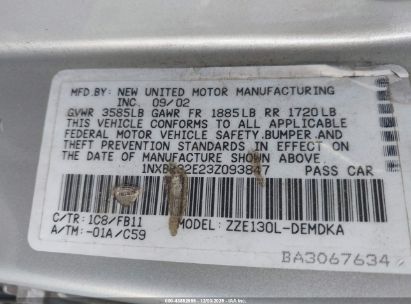 MFD.BY: NEW UNITED MOTOR MANUFACTURING
INC. 09/02
GVWR 3585LB GAWR FR 1885LB RR 1720LB
THIS VEHICLE CONFORMS TO ALL APPLICABLE
FEDERAL MOTOR VEHICLE SAFETY,BUMPER,AND
THEFT PREVENTION STANDARDS IN EFFECT ON
THE DATE OF MANUFACTURE SHOWN ABOVE.
PASS CAR
C/TR: 1C8/FB11 MODEL: ZZE130L-DEMDKA
A/TM: -01A/C59
BA3067634